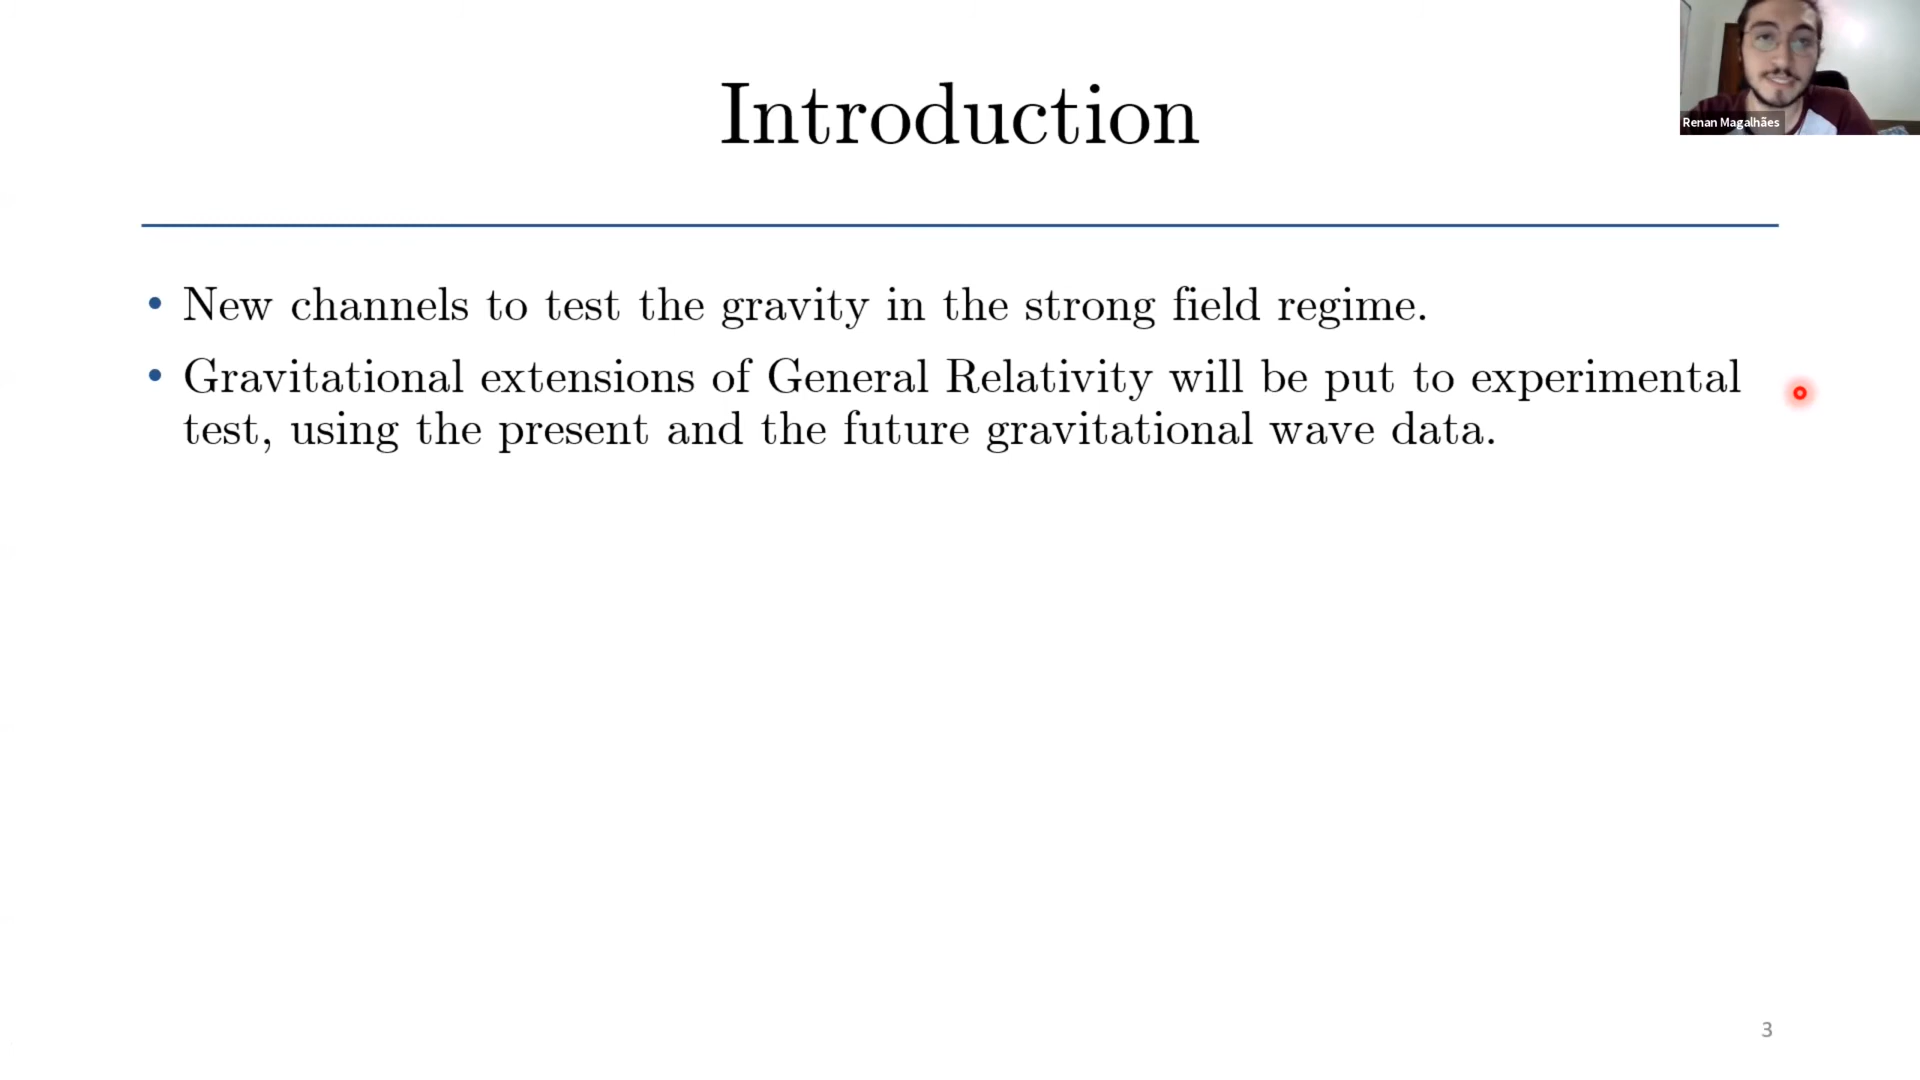 Introduction
Renan Magalhães
• New channels to test the gravity in the strong field regime.
• Gravitational extensions of General Relativity will be put to experimental
test, using the present and the future gravitational wave data.
3